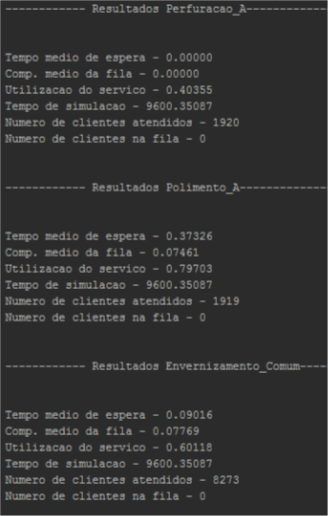 ------------ Resultados Perfuracao_A------------
Tempo medio de espera - 0.00000
Comp. medio da fila - 0.00000
Utilizacao do servico - 0.40355
Tempo de simulacao - 9600.35087
Numero de clientes atendidos - 1920
Numero de clientes na fila - 0
------------ Resultados Polimento_A-------------
Tempo medio de espera - 0.37326
Comp. medio da fila - 0.07461
Utilizacao do servico - 0.79703
Tempo de simulacao - 9600.35087
Numero de clientes atendidos - 1919
Numero de clientes na fila - 0
------------ Resultados Envernizamento_Comum----
Tempo medio de espera - 0.09016
Comp. medio da fila - 0.07769
Utilizacao do servico - 0.60118
Tempo de simulacao - 9600.35087
Numero de clientes atendidos - 8273
Numero de clientes na fila - 0